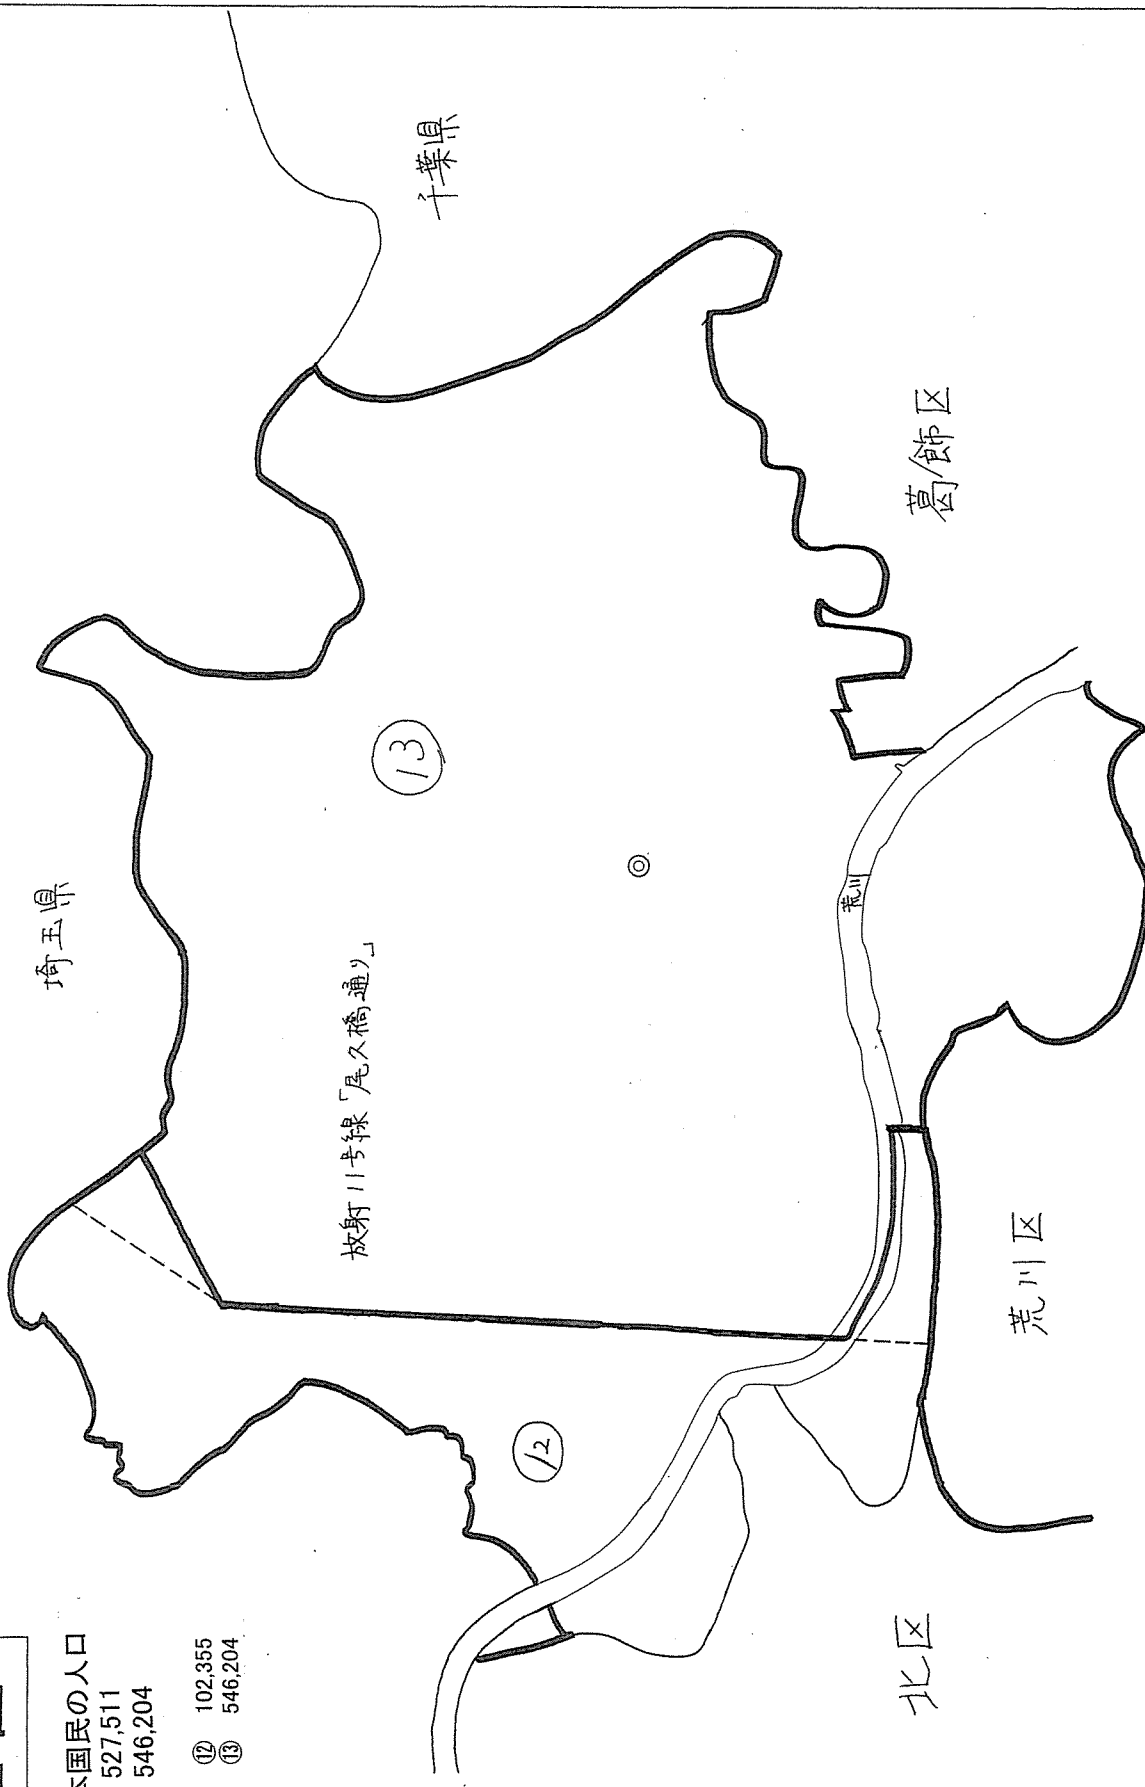 本国民の人口
527,511
546,204
⑫ 102,355
⑬ 546,204
埼玉県
千葉県
⑬
放射11号線「尾久橋通り」
◎
荒川
葛飾区
⑫
荒川区
北区